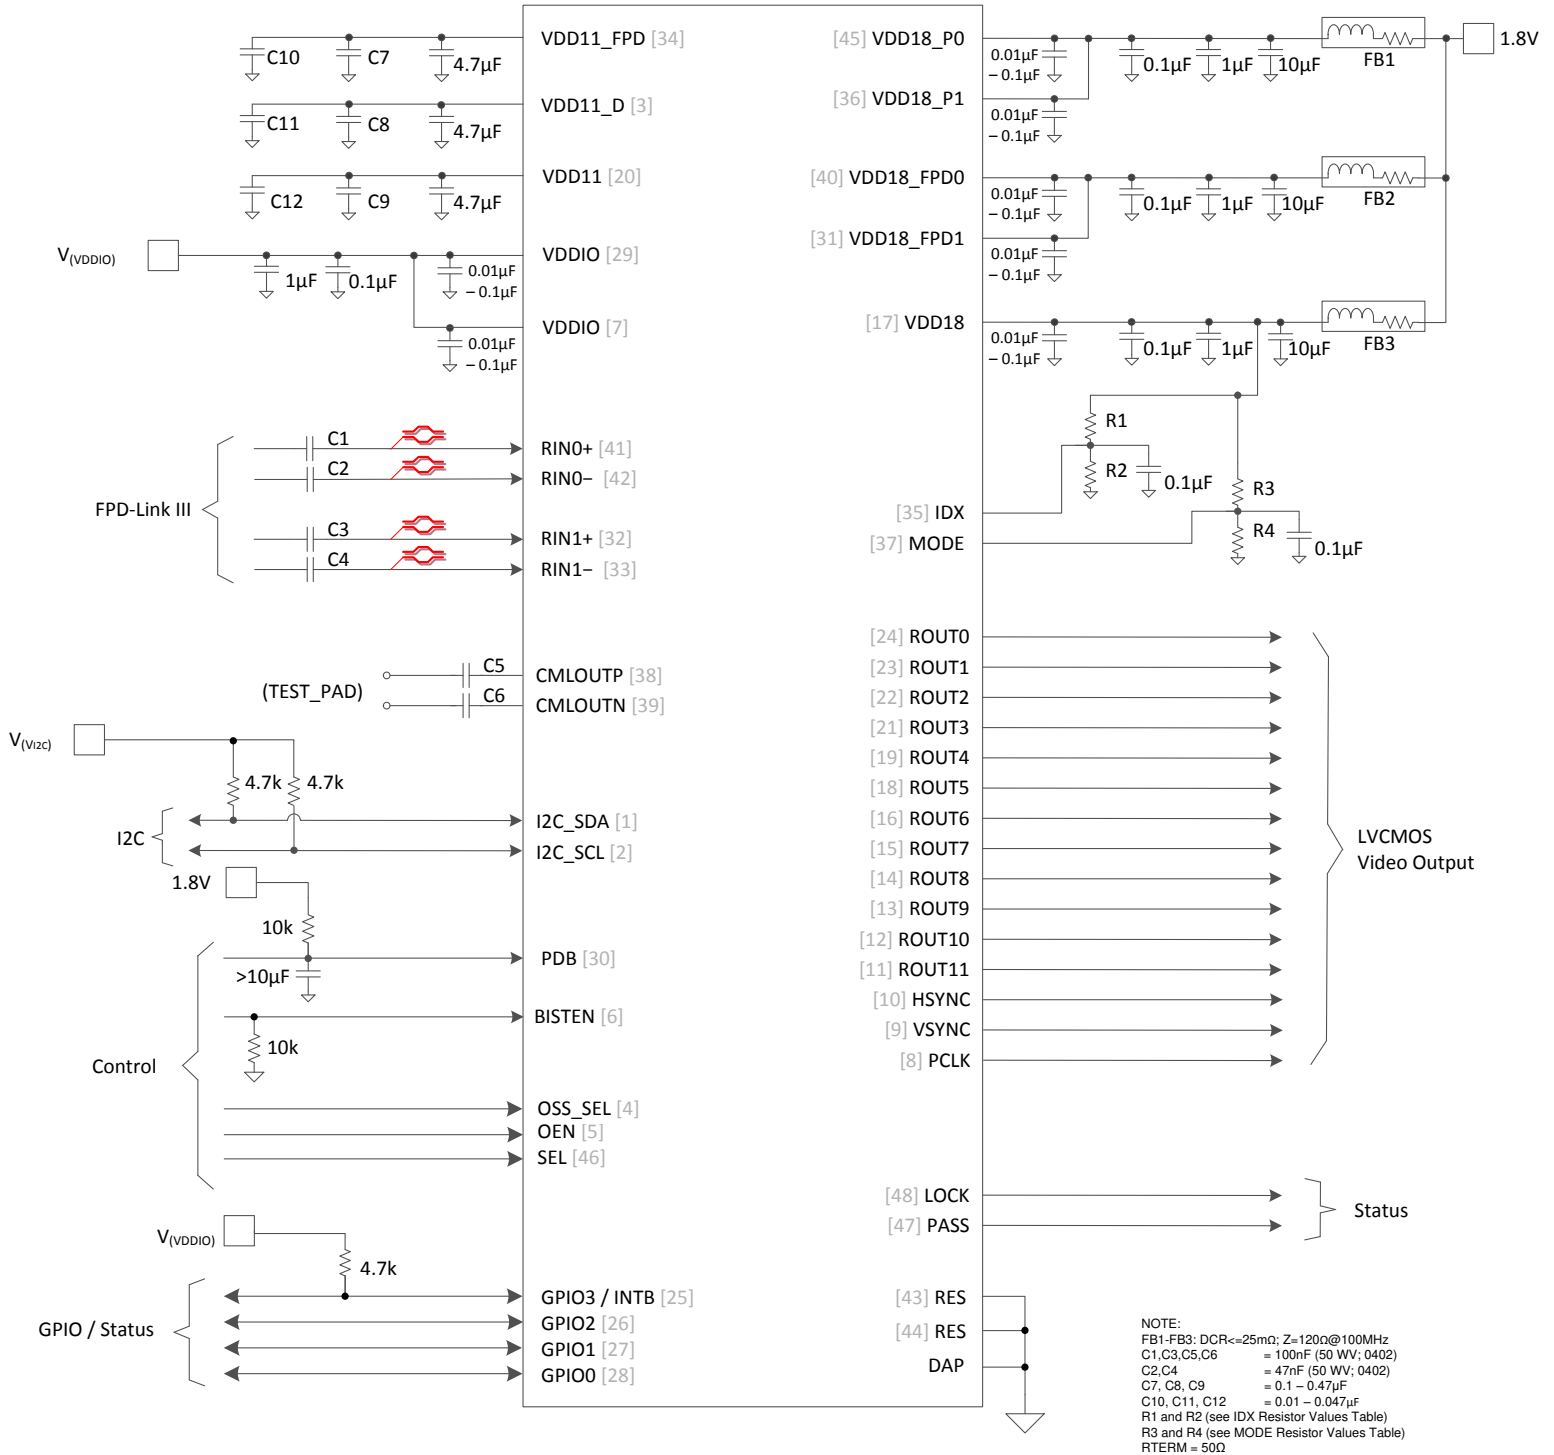 C10
C7
4.7µF
VDD11_FPD [34]
C11
C8
4.7µF
VDD11_D [3]
C12
C9
4.7µF
VDD11 [20]
V(VDDIO)
1µF
0.1µF
0.01µF
– 0.1µF
VDDIO [29]
0.01µF
– 0.1µF
VDDIO [7]
FPD-Link III
C1
RIN0+ [41]
C2
RIN0− [42]
C3
RIN1+ [32]
C4
RIN1− [33]
(TEST_PAD)
C5
CMLOUTP [38]
C6
CMLOUTN [39]
V(VI2C)
4.7k
4.7k
I2C
I2C_SDA [1]
I2C_SCL [2]
1.8V
10k
PDB [30]
>10µF
BISTEN [6]
10k
Control
OSS_SEL [4]
OEN [5]
SEL [46]
V(VDDIO)
4.7k
GPIO / Status
GPIO3 / INTB [25]
GPIO2 [26]
GPIO1 [27]
GPIO0 [28]
[45] VDD18_P0
0.01µF
– 0.1µF
0.1µF
1µF
10µF
FB1
1.8V
[36] VDD18_P1
0.01µF
– 0.1µF
[40] VDD18_FPD0
0.01µF
– 0.1µF
0.1µF
1µF
10µF
FB2
[31] VDD18_FPD1
0.01µF
– 0.1µF
[17] VDD18
0.01µF
– 0.1µF
0.1µF
1µF
10µF
FB3
R1
R2
0.1µF
R3
R4
0.1µF
[35] IDX
[37] MODE
[24] ROUT0
[23] ROUT1
[22] ROUT2
[21] ROUT3
[19] ROUT4
[18] ROUT5
[16] ROUT6
[15] ROUT7
[14] ROUT8
[13] ROUT9
[12] ROUT10
[11] ROUT11
[10] HSYNC
[9] VSYNC
[8] PCLK
LVCMOS
Video Output
[48] LOCK
[47] PASS
Status
[43] RES
[44] RES
DAP
NOTE:
FB1-FB3: DCR<=25mΩ; Z=120Ω@100MHz
C1,C3,C5,C6 = 100nF (50 WV; 0402)
C2,C4 = 47nF (50 WV; 0402)
C7, C8, C9 = 0.1 – 0.47µF
C10, C11, C12 = 0.01 – 0.047µF
R1 and R2 (see IDX Resistor Values Table)
R3 and R4 (see MODE Resistor Values Table)
RTERM = 50Ω